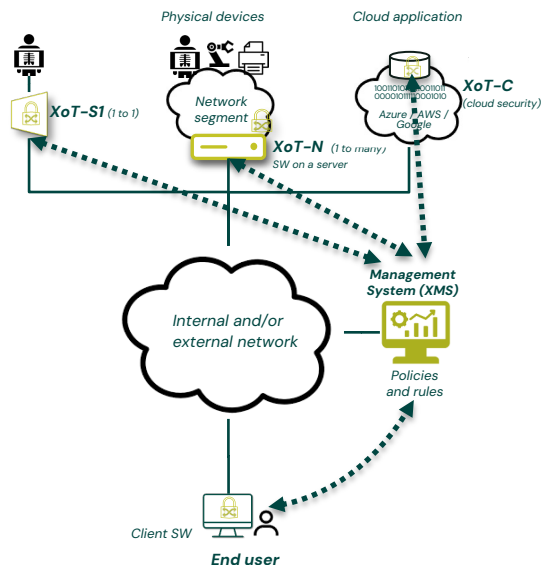 Physical devices
Cloud application
XoT-S1 (1 to 1)
Network
segment
XoT-N (1 to many)
SW on a server
Azure / AWS /
Google
XoT-C
(cloud security)
Management
System (XMS)
Internal and/or
external network
Policies
and rules
Client SW
End user